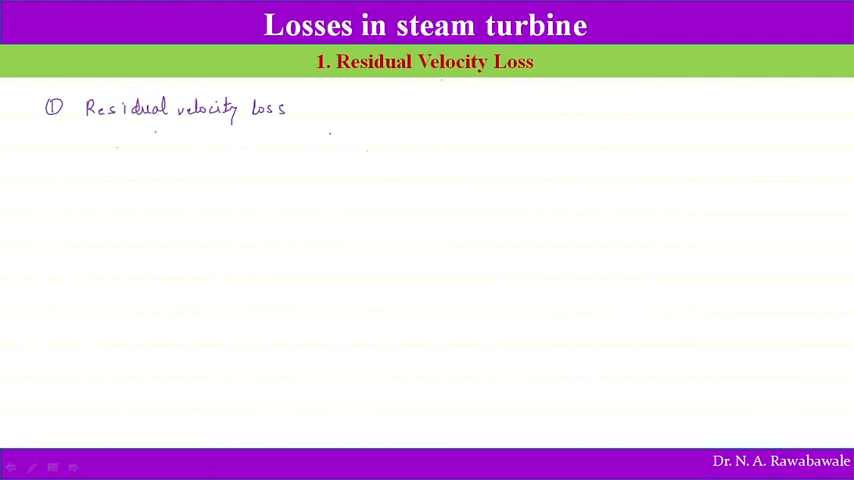 Losses in steam turbine
1. Residual Velocity Loss
① Residual velocity loss
Dr. N. A. Rawabawale